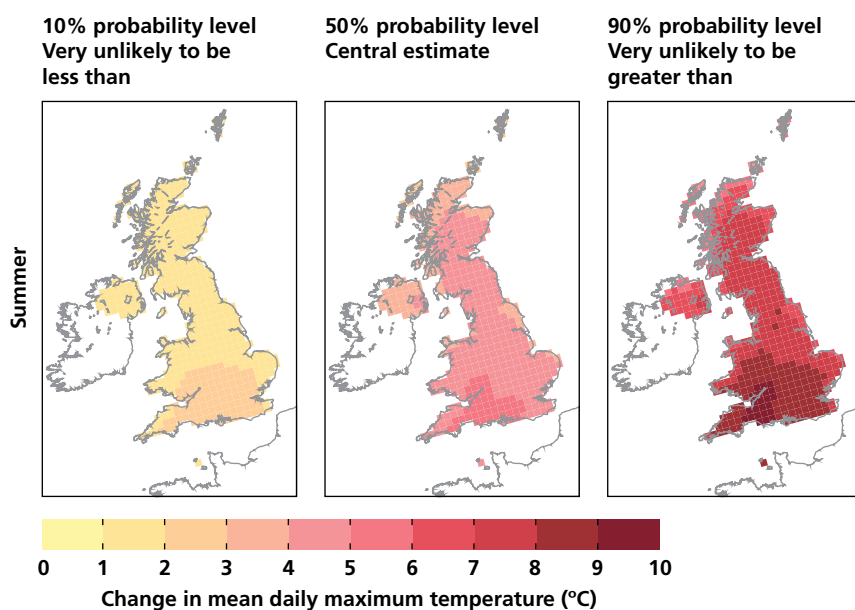 10% probability level
Very unlikely to be
less than
50% probability level
Central estimate
90% probability level
Very unlikely to be
greater than
Summer
0 1 2 3 4 5 6 7 8 9 10
Change in mean daily maximum temperature (ºC)